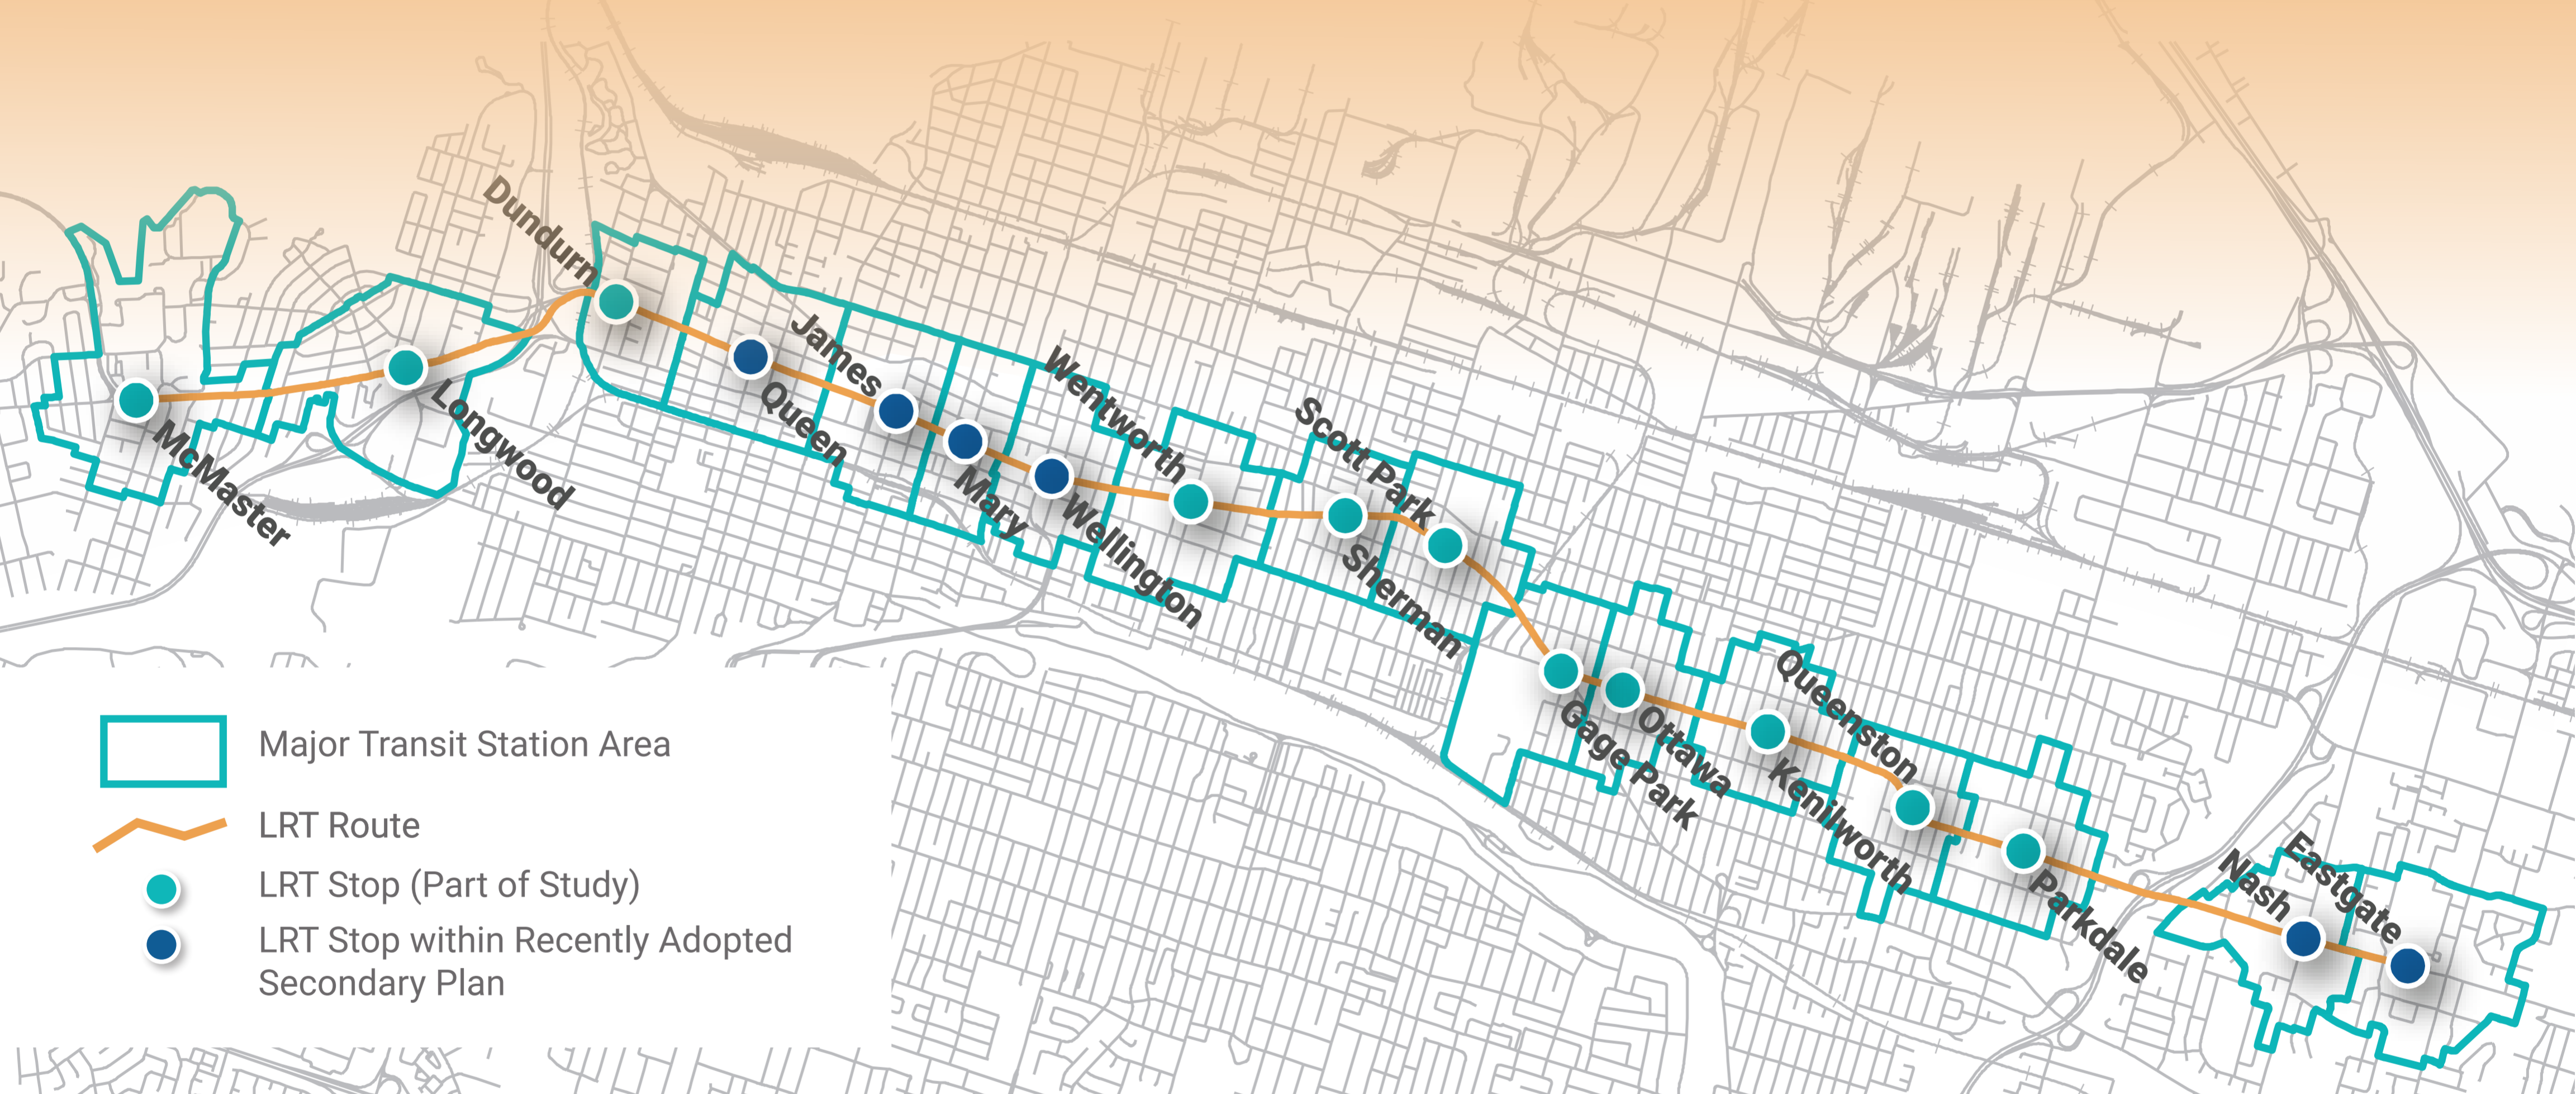 Dundurn
McMaster
Longwood
Queen
James
Mary
Wellington
Wentworth
Sherman
Scott Park
Gage Park
Ottawa
Kenilworth
Queenston
Parkdale
Nash
Eastgate
Major Transit Station Area
LRT Route
LRT Stop (Part of Study)
LRT Stop within Recently Adopted
Secondary Plan